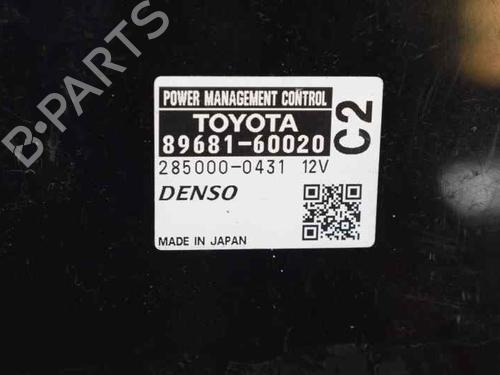 POWER MANAGEMENT CONTROL
TOYOTA
89681-60020
C2
285000-0431 12V
DENSO
MADE IN JAPAN
B-PARTS